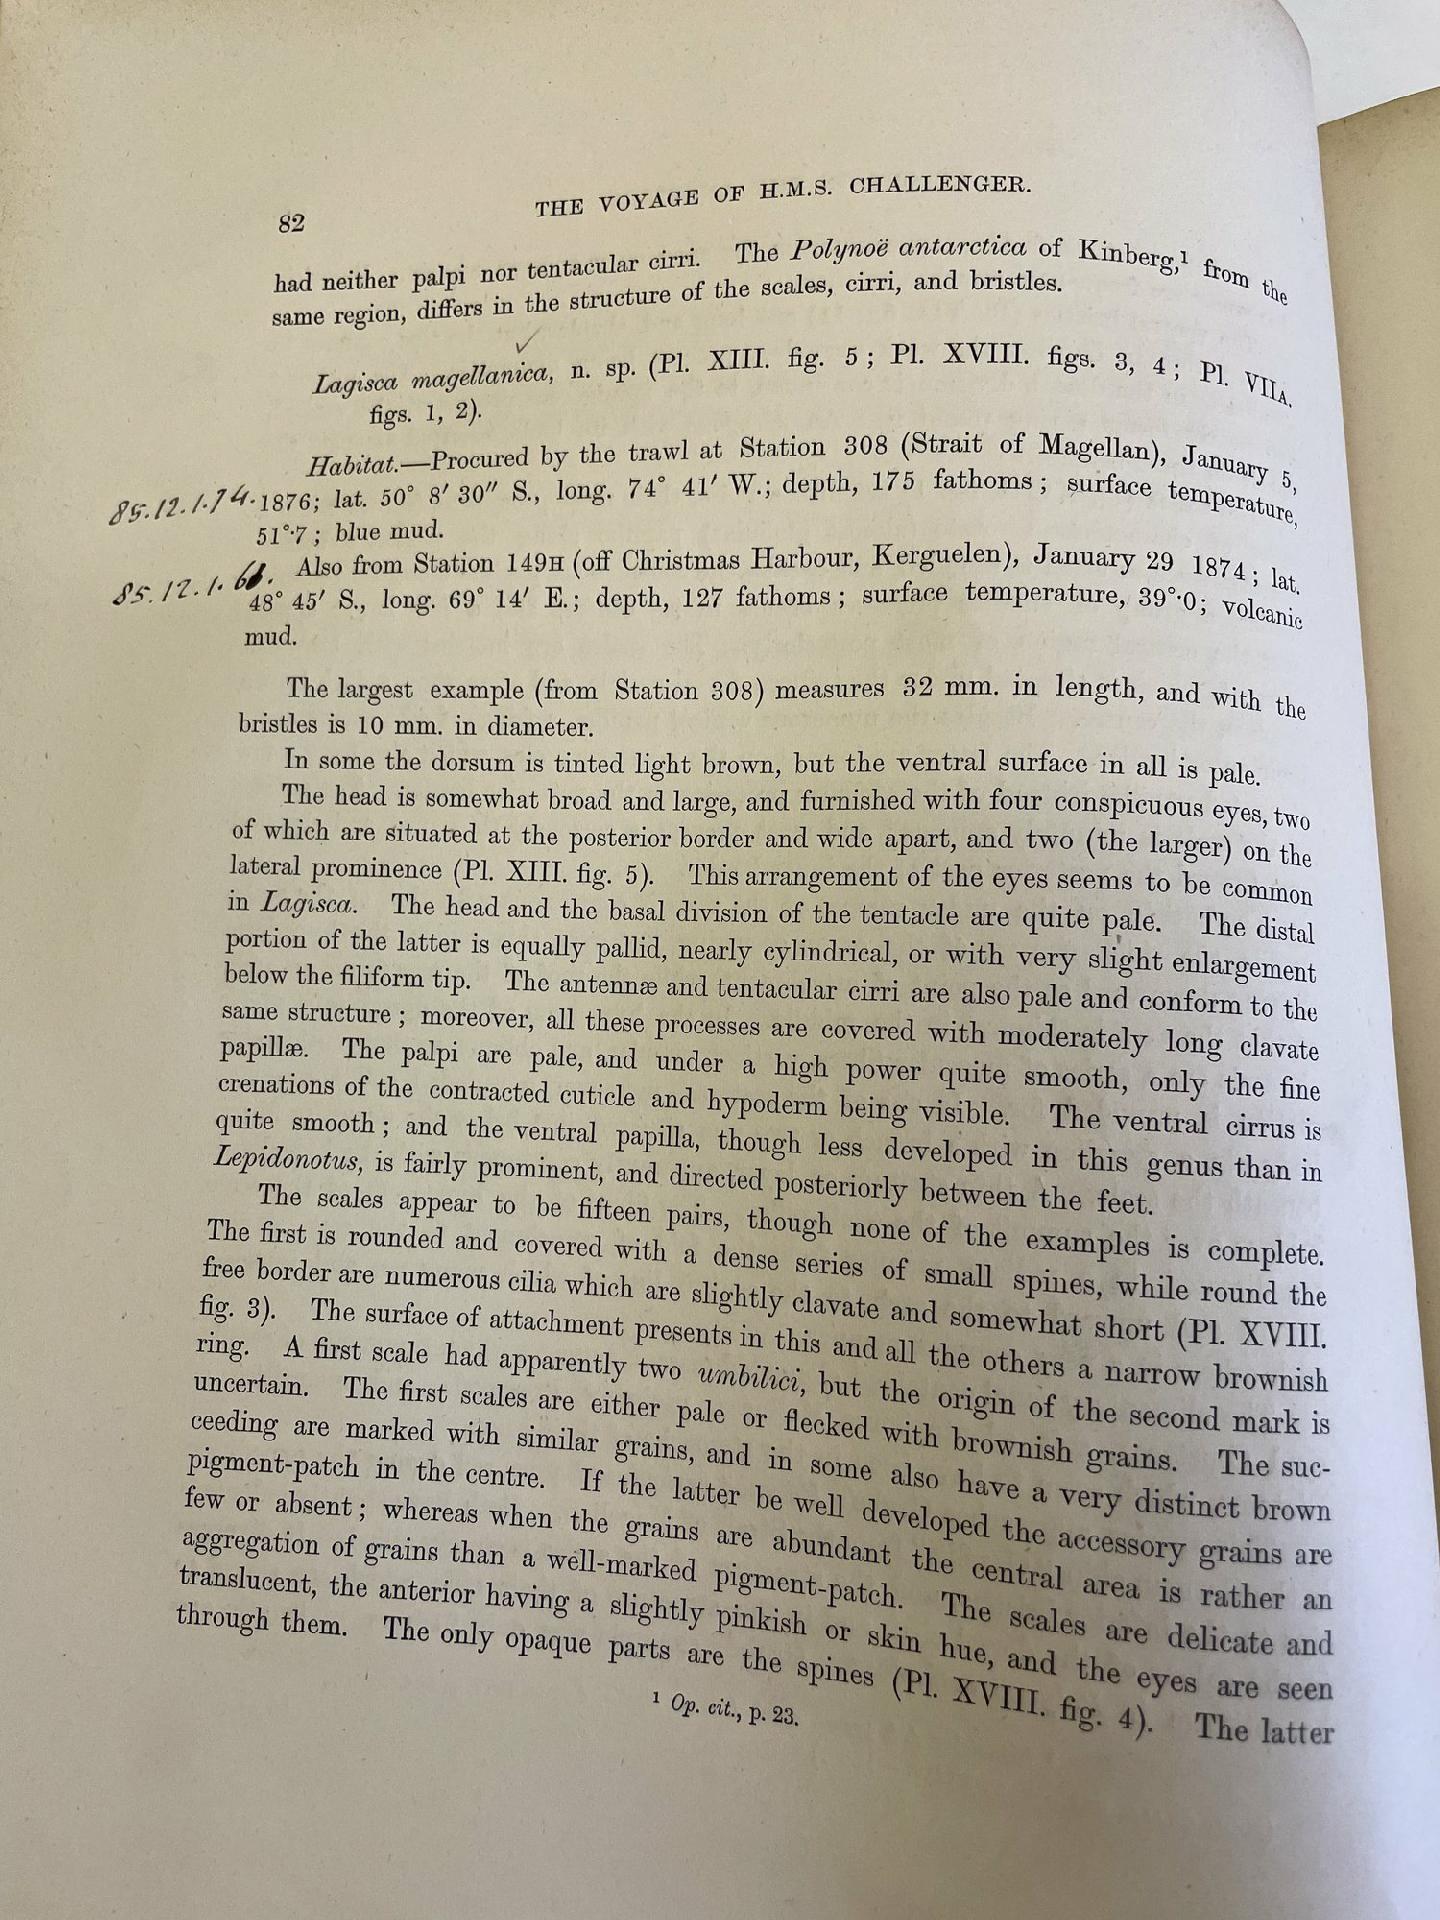 THE VOYAGE OF H.M.S. CHALLENGER.
82
had neither palpi nor tentacular cirri. The Polynoë antarctica of Kinberg,¹ from the
same region, differs in the structure of the scales, cirri, and bristles.
✓
Lagisca magellanica, n. sp. (Pl. XIII. fig. 5; Pl. XVIII. figs. 3, 4; Pl. VIIA.
figs. 1, 2).
Habitat.—Procured by the trawl at Station 308 (Strait of Magellan), January 5,
85.12.1.74. 1876; lat. 50° 8′ 30″ S., long. 74° 41′ W.; depth, 175 fathoms; surface temperature,
51°·7; blue mud.
Also from Station 149H (off Christmas Harbour, Kerguelen), January 29 1874; lat.
85.12.1. 48° 45′ S., long. 69° 14′ E.; depth, 127 fathoms; surface temperature, 39°·0; volcanic
mud.
The largest example (from Station 308) measures 32 mm. in length, and with the
bristles is 10 mm. in diameter.
In some the dorsum is tinted light brown, but the ventral surface in all is pale.
The head is somewhat broad and large, and furnished with four conspicuous eyes, two
of which are situated at the posterior border and wide apart, and two (the larger) on the
lateral prominence (Pl. XIII. fig. 5). This arrangement of the eyes seems to be common
in Lagisca. The head and the basal division of the tentacle are quite pale. The distal
portion of the latter is equally pallid, nearly cylindrical, or with very slight enlargement
below the filiform tip. The antennæ and tentacular cirri are also pale and conform to the
same structure; moreover, all these processes are covered with moderately long clavate
papillæ. The palpi are pale, and under a high power quite smooth, only the fine
crenations of the contracted cuticle and hypoderm being visible. The ventral cirrus is
quite smooth; and the ventral papilla, though less developed in this genus than in
Lepidonotus, is fairly prominent, and directed posteriorly between the feet.
The scales appear to be fifteen pairs, though none of the examples is complete.
The first is rounded and covered with a dense series of small spines, while round the
free border are numerous cilia which are slightly clavate and somewhat short (Pl. XVIII.
fig. 3). The surface of attachment presents in this and all the others a narrow brownish
ring. A first scale had apparently two umbilici, but the origin of the second mark is
uncertain. The first scales are either pale or flecked with brownish grains. The suc-
ceeding are marked with similar grains, and in some also have a very distinct brown
pigment-patch in the centre. If the latter be well developed the accessory grains are
few or absent; whereas when the grains are abundant the central area is rather an
aggregation of grains than a well-marked pigment-patch. The scales are delicate and
translucent, the anterior having a slightly pinkish or skin hue, and the eyes are seen
through them. The only opaque parts are the spines (Pl. XVIII. fig. 4). The latter
¹ Op. cit., p. 23.